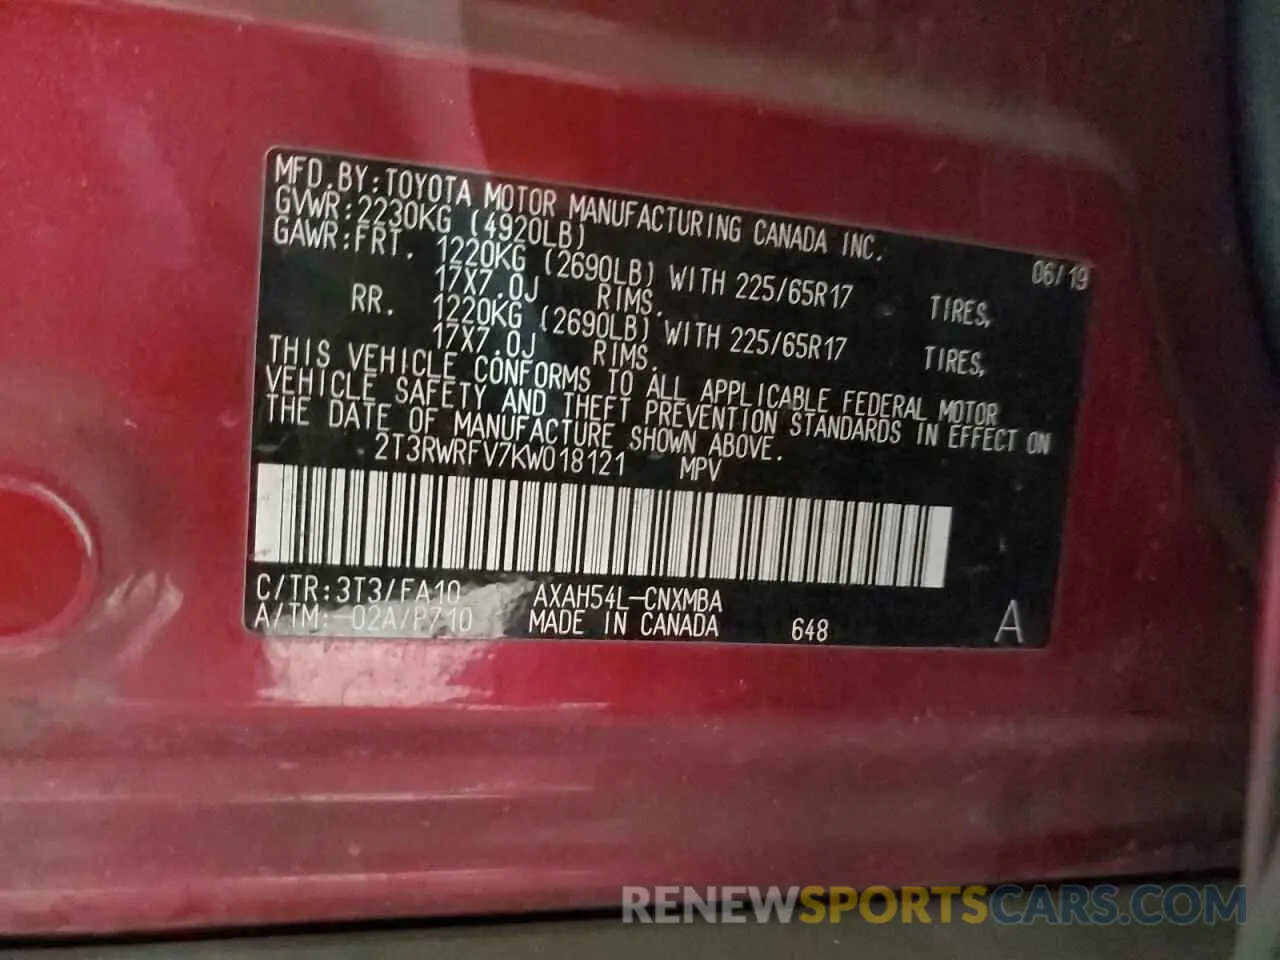 MFD.BY:TOYOTA MOTOR MANUFACTURING CANADA INC.
GVWR:2230KG (4920LB) 06/19
GAWR:FRT. 1220KG (2690LB) WITH 225/65R17 TIRES,
17X7.0J RIMS.
RR. 1220KG (2690LB) WITH 225/65R17 TIRES,
17X7.0J RIMS.
THIS VEHICLE CONFORMS TO ALL APPLICABLE FEDERAL MOTOR
VEHICLE SAFETY AND THEFT PREVENTION STANDARDS IN EFFECT ON
THE DATE OF MANUFACTURE SHOWN ABOVE.
2T3RWRFV7KW018121 MPV
C/TR:3T3/FA10 AXAH54L-CNXMBA
A/TM:-02A/P710 MADE IN CANADA 648 A
RENEWSPORTSCARS.COM